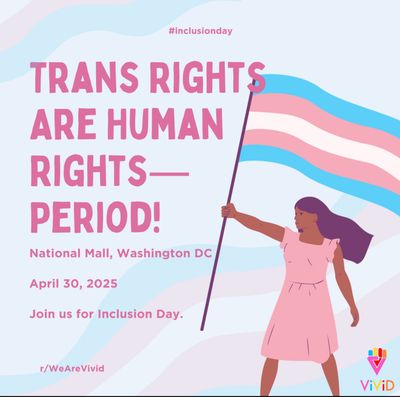 #inclusionday
TRANS RIGHTS
ARE HUMAN
RIGHTS—
PERIOD!
National Mall, Washington DC
April 30, 2025
Join us for Inclusion Day.
r/WeAreVivid
ViViD